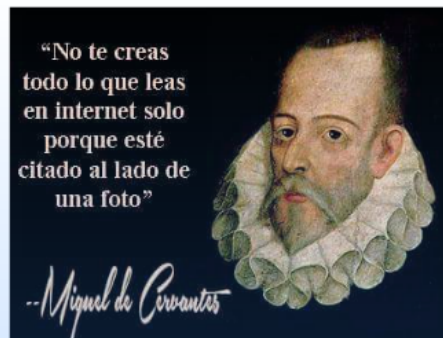 “No te creas
todo lo que leas
en internet solo
porque esté
citado al lado de
una foto”
--Miguel de Cervantes